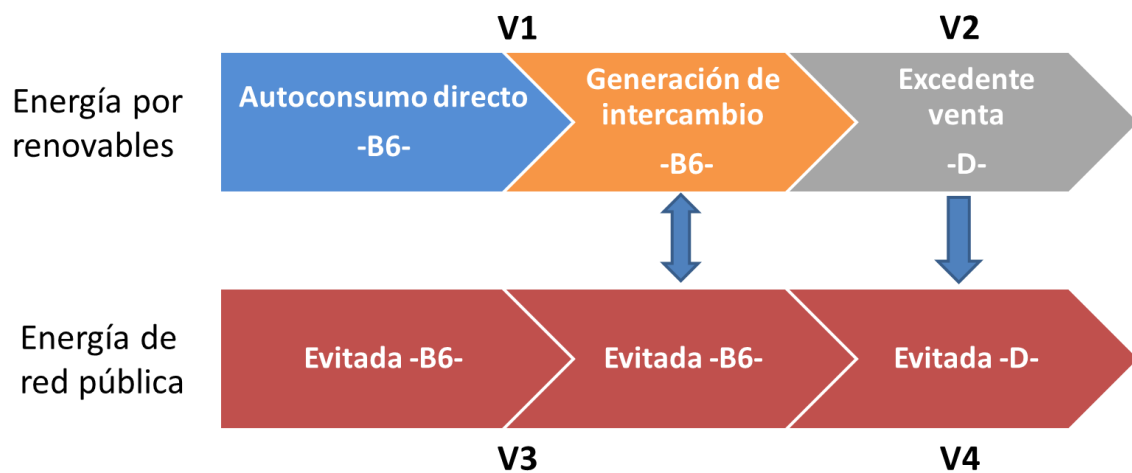 V1
V2
Energía por
renovables
Autoconsumo directo
-B6-
Generación de
intercambio
-B6-
Excedente
venta
-D-
Energía de
red pública
Evitada -B6-
Evitada -B6-
Evitada -D-
V3
V4